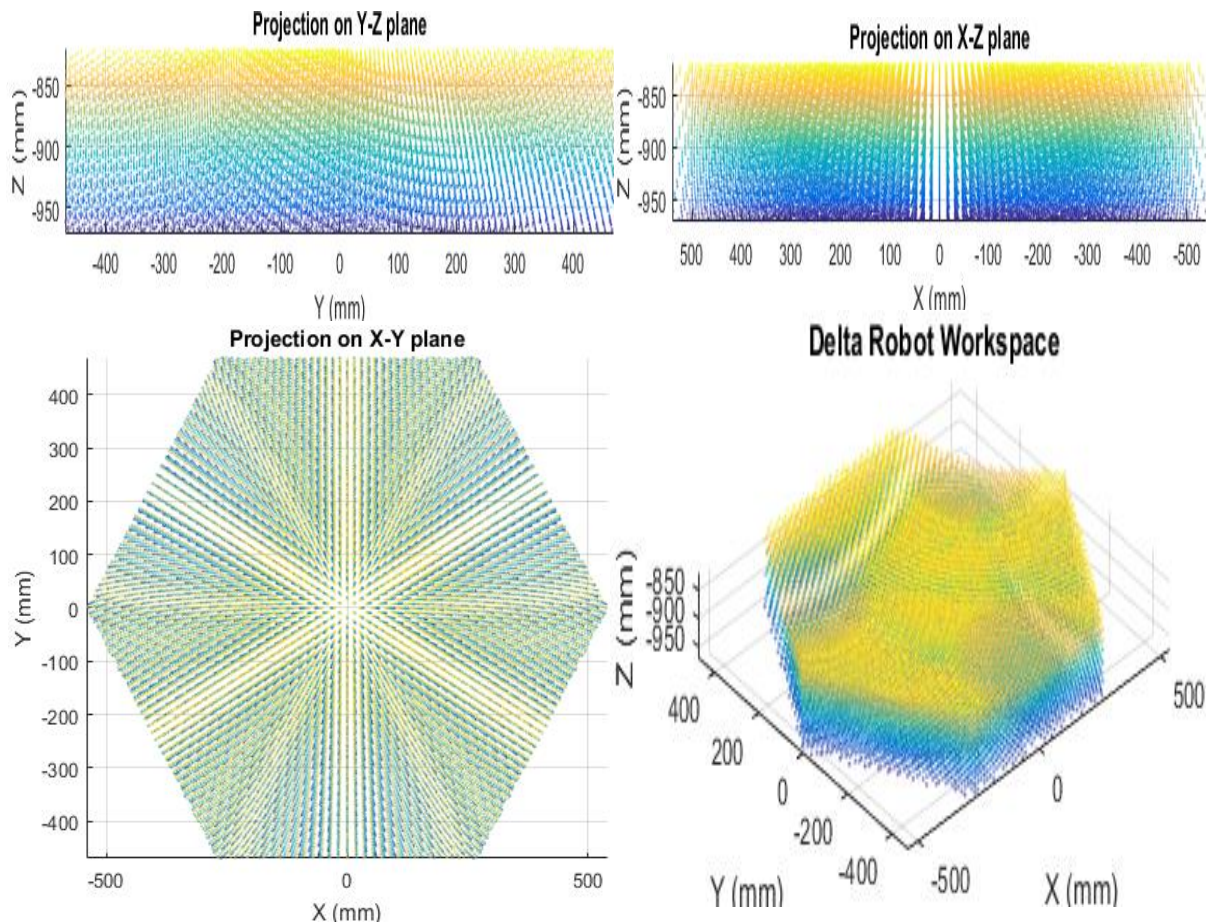 Projection on Y-Z plane
-850
-900
-950
Z (mm)
-400 -300 -200 -100 0 100 200 300 400
Y (mm)
Projection on X-Z plane
-850
-900
-950
Z (mm)
500 400 300 200 100 0 -100 -200 -300 -400 -500
X (mm)
Projection on X-Y plane
400
300
200
100
0
-100
-200
-300
-400
Y (mm)
-500 0 500
X (mm)
Delta Robot Workspace
-850
-900
-950
Z (mm)
400
200
0
-200
-400
Y (mm)
500
0
-500
X (mm)